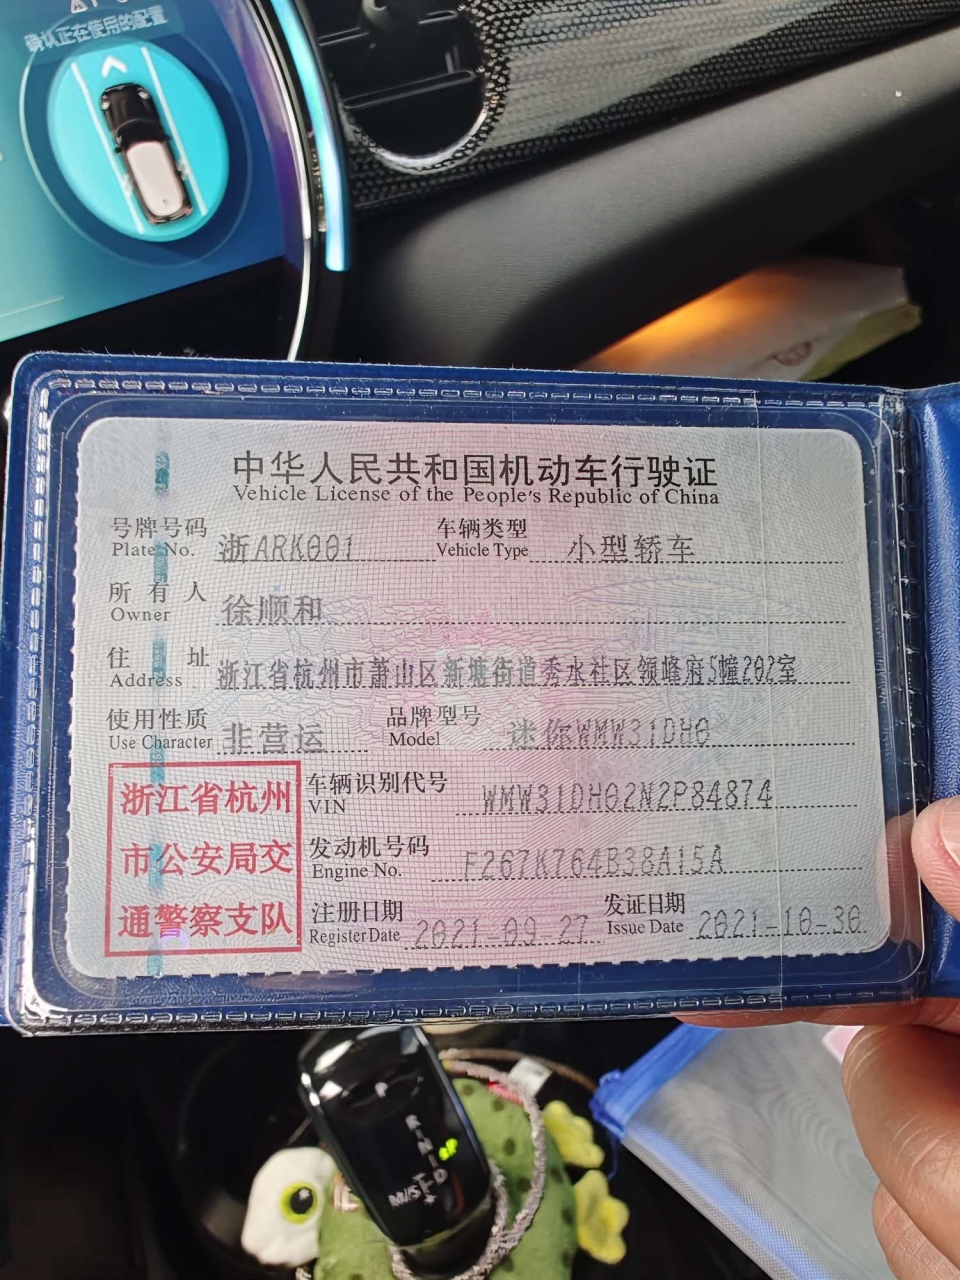 确认正在使用的配置
中华人民共和国机动车行驶证
Vehicle License of the People's Republic of China
号牌号码 浙ARK001 车辆类型 小型轿车
Plate No. Vehicle Type
所有人 徐顺和
Owner
住址 浙江省杭州市萧山区新塘街道秀水社区领峰府5幢202室
Address
使用性质 非营运 品牌型号 迷你WMW31DH0
Use Character Model
浙江省杭州
市公安局交
通警察支队
车辆识别代号 WMW31DH02N2P84874
VIN
发动机号码 F267K764B38A15A
Engine No.
注册日期 2021-09-27 发证日期 2021-10-30
Register Date Issue Date
P
R
N
D
M/S